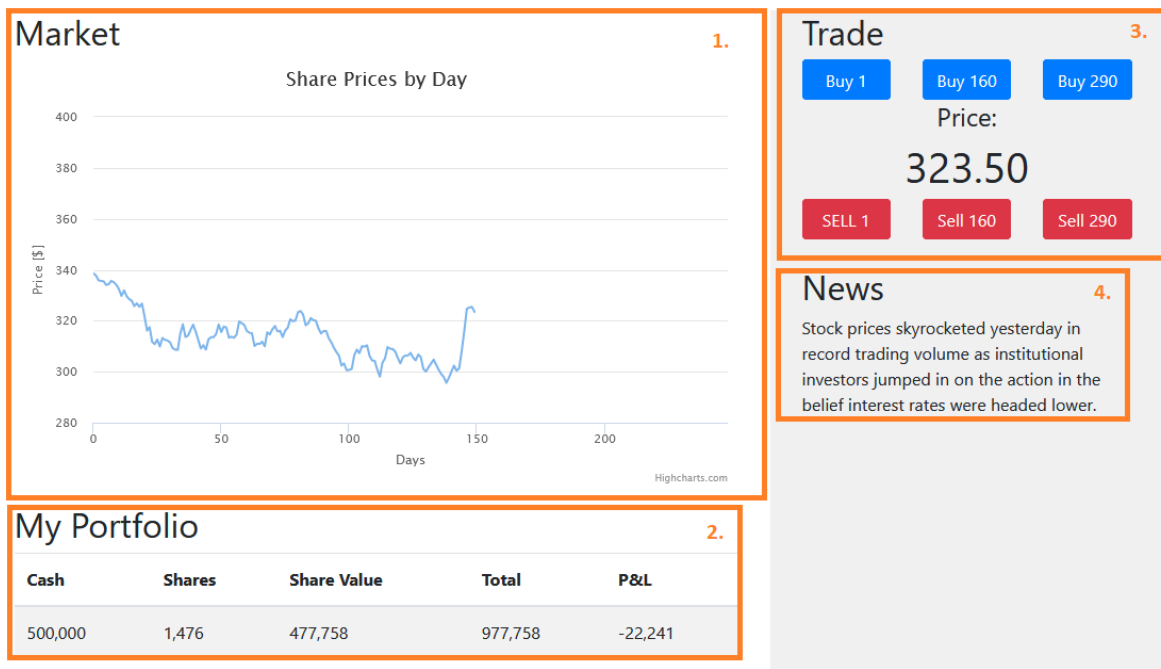 Market
1.
Share Prices by Day
400
380
360
340
320
300
280
Price [$]
0 50 100 150 200
Days
Highcharts.com
My Portfolio
2.
Cash Shares Share Value Total P&L
500,000 1,476 477,758 977,758 -22,241
Trade
3.
Buy 1 Buy 160 Buy 290
Price:
323.50
SELL 1 Sell 160 Sell 290
News
4.
Stock prices skyrocketed yesterday in
record trading volume as institutional
investors jumped in on the action in the
belief interest rates were headed lower.